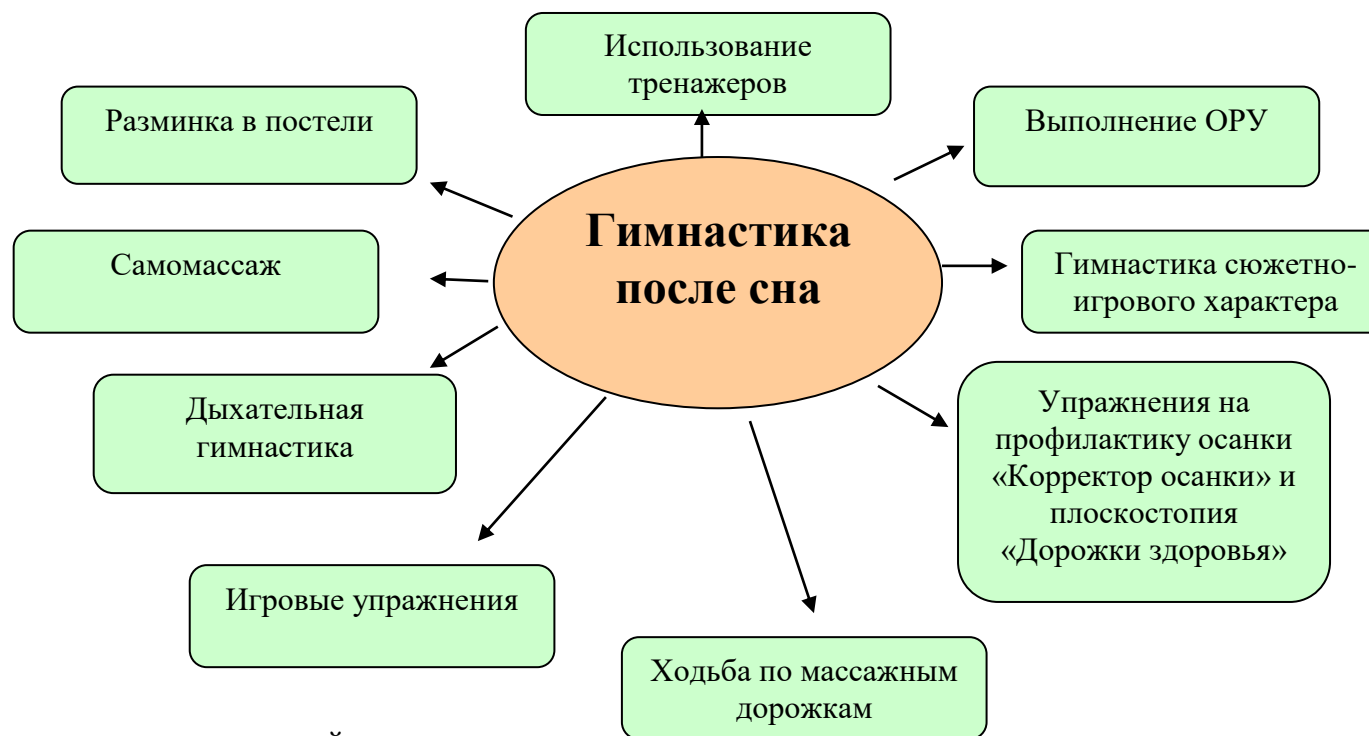 Использование
тренажеров
Разминка в постели
Выполнение ОРУ
Гимнастика
после сна
Самомассаж
Гимнастика сюжетно-
игрового характера
Дыхательная
гимнастика
Упражнения на
профилактику осанки
«Корректор осанки» и
плоскостопия
«Дорожки здоровья»
Игровые упражнения
Ходьба по массажным
дорожкам